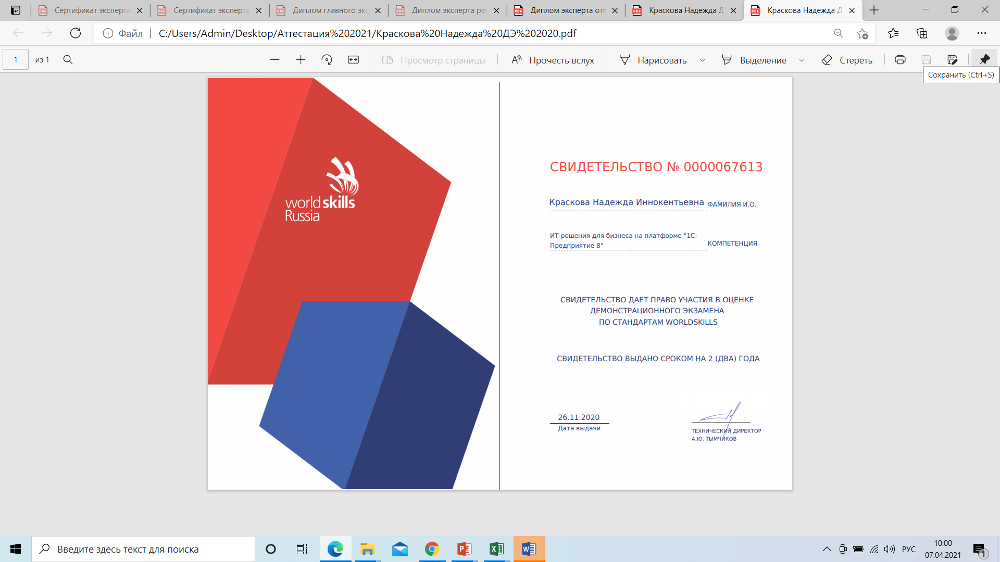 Сертификат эксперта
Сертификат эксперта
Диплом главного экс
Диплом эксперта рег
Диплом эксперта отб
Краскова Надежда Д
Краскова Надежда Д
Файл
C:/Users/Admin/Desktop/Аттестация%202021/Краскова%20Надежда%20ДЭ%202020.pdf
1 из 1
Просмотр страницы
Прочесть вслух
Нарисовать
Выделение
Стереть
Сохранить (Ctrl+S)
world skills
Russia
СВИДЕТЕЛЬСТВО № 0000067613
Краскова Надежда Иннокентьевна ФАМИЛИЯ И.О.
ИТ-решения для бизнеса на платформе "1С:
Предприятие 8" КОМПЕТЕНЦИЯ
СВИДЕТЕЛЬСТВО ДАЕТ ПРАВО УЧАСТИЯ В ОЦЕНКЕ
ДЕМОНСТРАЦИОННОГО ЭКЗАМЕНА
ПО СТАНДАРТАМ WORLDSKILLS
СВИДЕТЕЛЬСТВО ВЫДАНО СРОКОМ НА 2 (ДВА) ГОДА
26.11.2020
Дата выдачи
ТЕХНИЧЕСКИЙ ДИРЕКТОР
А.Ю. ТЫМЧИКОВ
Введите здесь текст для поиска
РУС
10:00
07.04.2021
1